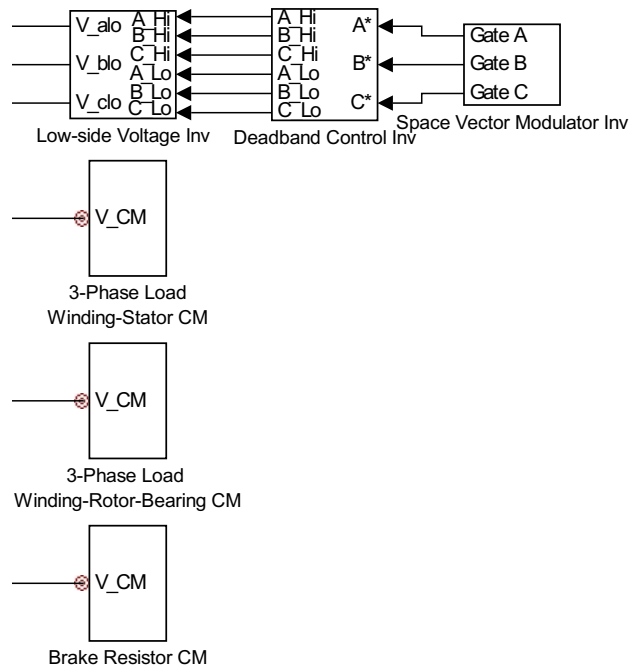 V_alo
V_blo
V_clo
A_Hi
B_Hi
C_Hi
A_Lo
B_Lo
C_Lo
Low-side Voltage Inv
A_Hi
B_Hi
C_Hi
A_Lo
B_Lo
C_Lo
A*
B*
C*
Deadband Control Inv
Gate A
Gate B
Gate C
Space Vector Modulator Inv
V_CM
3-Phase Load
Winding-Stator CM
V_CM
3-Phase Load
Winding-Rotor-Bearing CM
V_CM
Brake Resistor CM